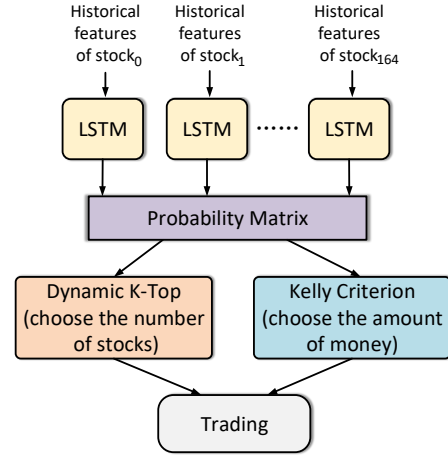 Historical features of stock₀
Historical features of stock₁
Historical features of stock₁₆₄
LSTM
LSTM
......
LSTM
Probability Matrix
Dynamic K-Top
(choose the number
of stocks)
Kelly Criterion
(choose the amount
of money)
Trading